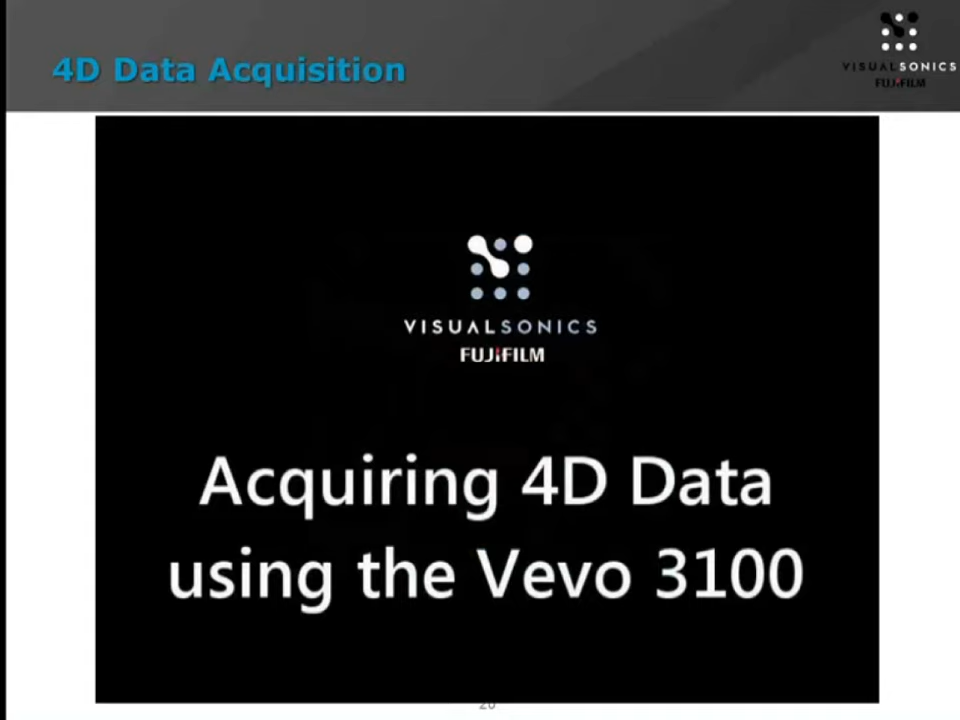 4D Data Acquisition
VISUALSONICS
FUJIFILM
VISUALSONICS
FUJIFILM
Acquiring 4D Data
using the Vevo 3100